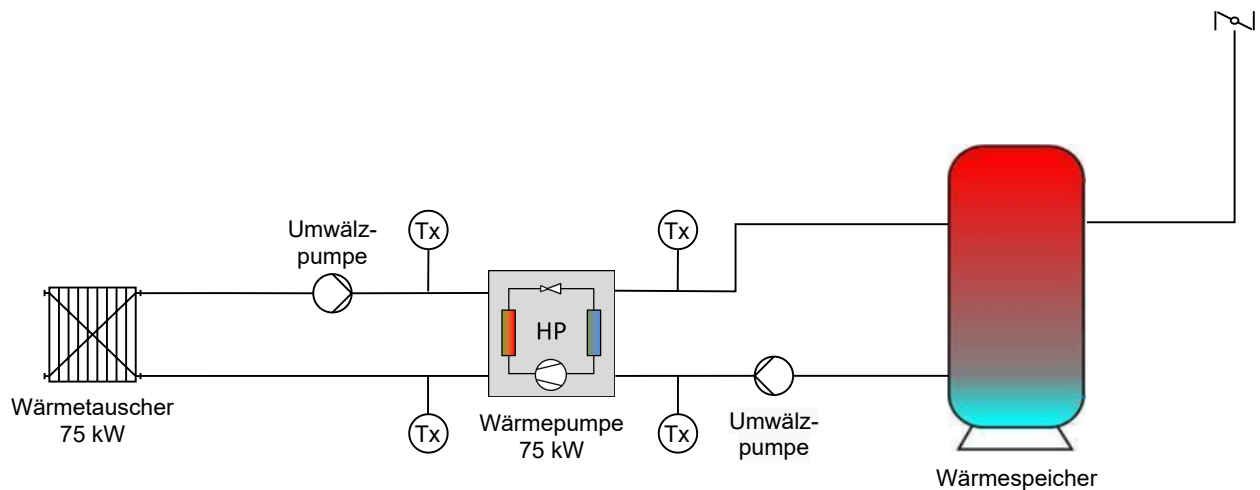 Umwälz-
pumpe
Tx
Tx
HP
Wärmetauscher
75 kW
Tx
Wärmepumpe
75 kW
Tx
Umwälz-
pumpe
Wärmespeicher